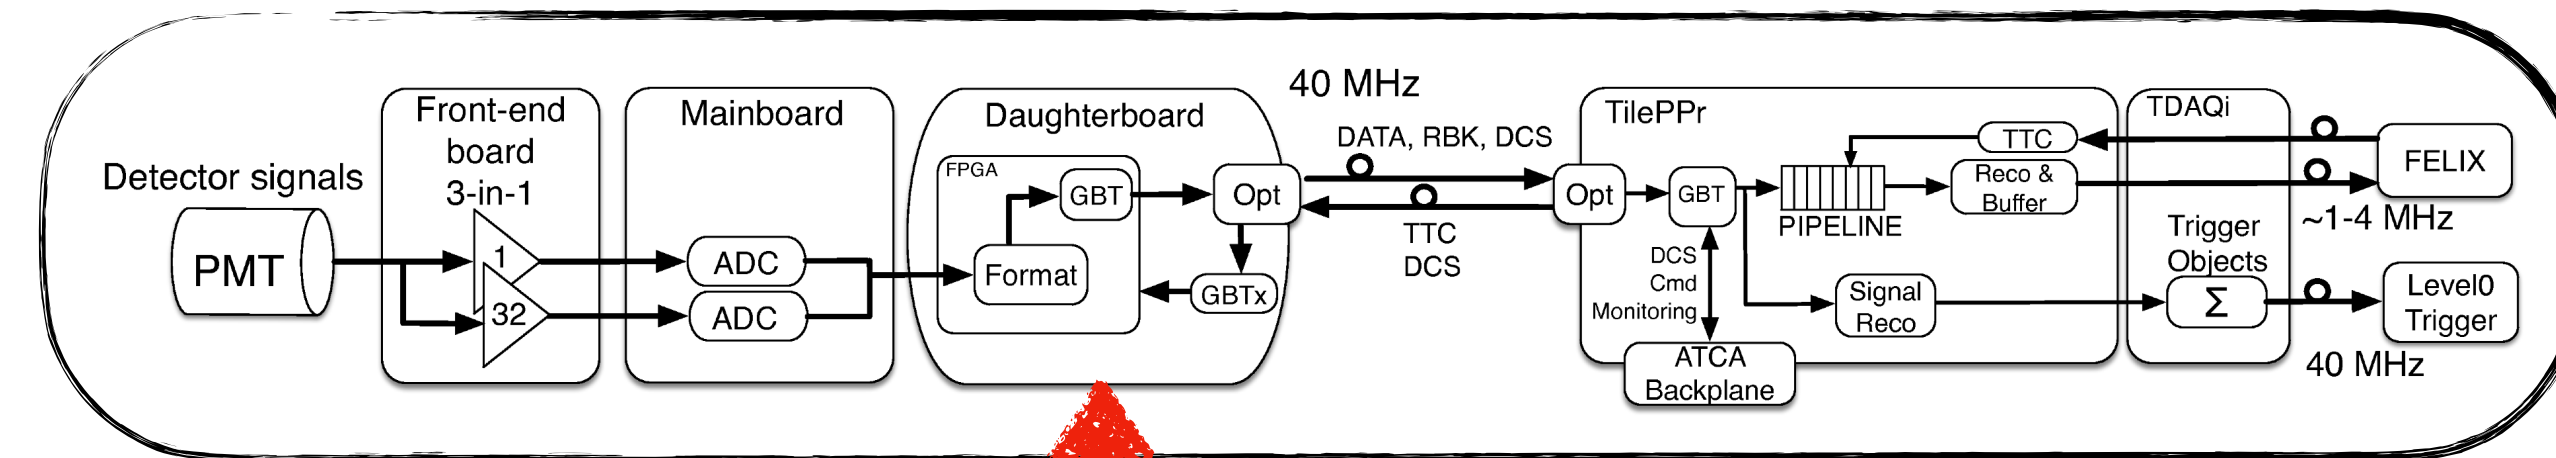 Detector signals
PMT
Front-end
board
3-in-1
1
32
Mainboard
ADC
ADC
Daughterboard
FPGA
GBT
Format
Opt
GBTx
40 MHz
DATA, RBK, DCS
TTC
DCS
TilePPr
Opt
GBT
DCS
Cmd
Monitoring
ATCA
Backplane
PIPELINE
TTC
Reco &
Buffer
Signal
Reco
TDAQi
Trigger
Objects
Σ
FELIX
~1-4 MHz
Level0
Trigger
40 MHz